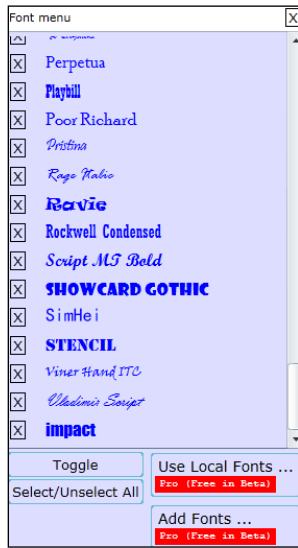 Font menu X
X
X Perpetua
X Playbill
X Poor Richard
X Pristina
X Rage Italic
X Ravie
X Rockwell Condensed
X Script MT Bold
X SHOWCARD GOTHIC
X SimHei
X STENCIL
X Viner Hand ITC
X Vladimir Script
X impact
Toggle
Select/Unselect All
Use Local Fonts ...
Pro (Free in Beta)
Add Fonts ...
Pro (Free in Beta)